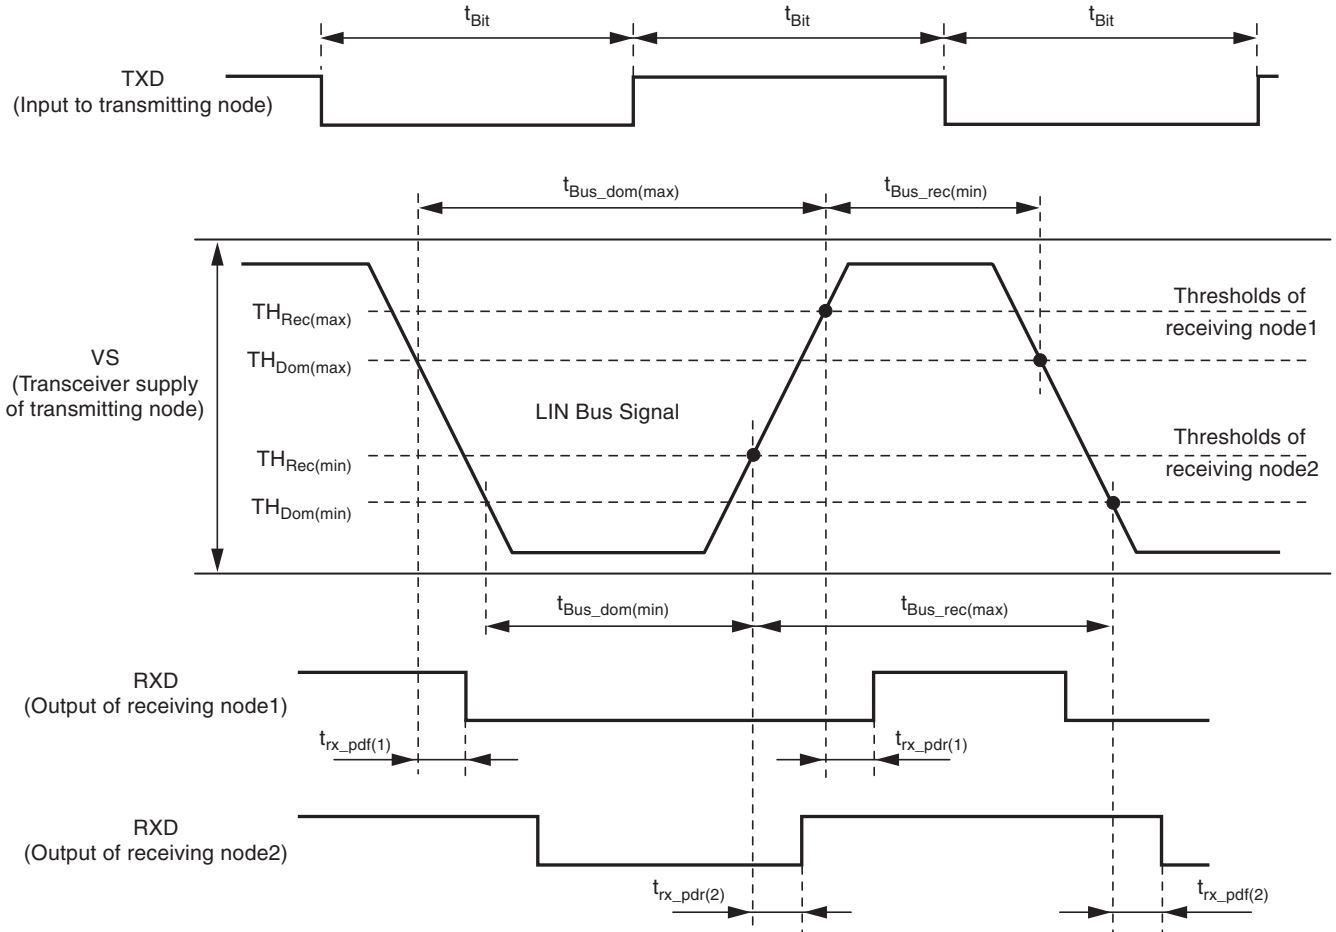 tBit tBit tBit
TXD
(Input to transmitting node)
tBus_dom(max) tBus_rec(min)
THRec(max)
Thresholds of
receiving node1
THDom(max)
VS
(Transceiver supply
of transmitting node)
LIN Bus Signal
THRec(min)
Thresholds of
receiving node2
THDom(min)
tBus_dom(min) tBus_rec(max)
RXD
(Output of receiving node1)
trx_pdf(1) trx_pdr(1)
RXD
(Output of receiving node2)
trx_pdr(2) trx_pdf(2)